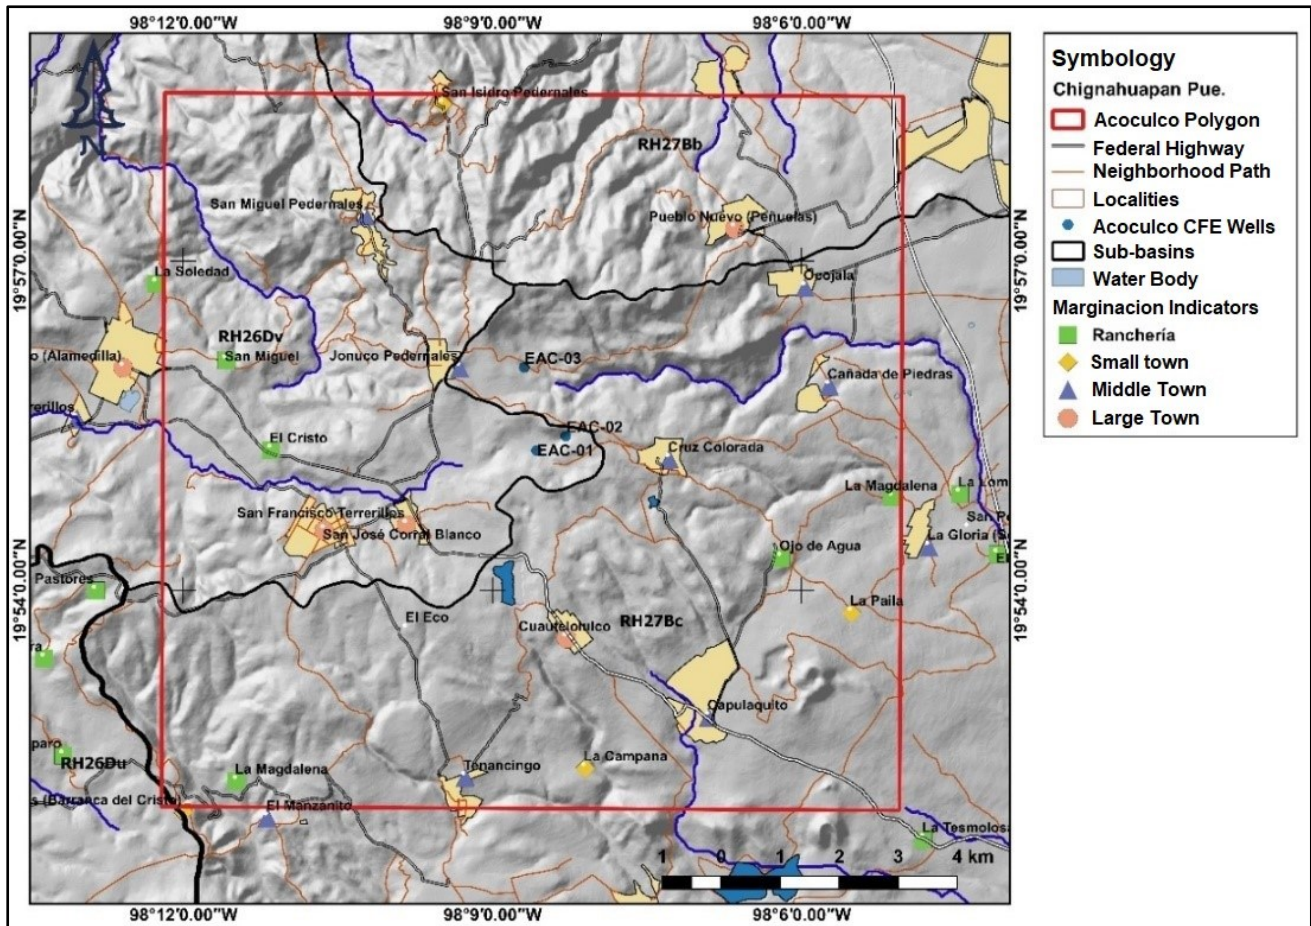 98°12'0.00"W
98°9'0.00"W
98°6'0.00"W
N
San Isidro Pedernales
RH27Bb
San Miguel Pedernales
Pueblo Nuevo (Peñuelas)
19°57'0.00"N
19°57'0.00"N
La Soledad
Ocojala
RH26Dv
o (Alamedilla)
San Miguel
Jonuco Pedernales
EAC-03
Cañada de Piedras
rerillos
El Cristo
EAC-02
EAC-01
Cruz Colorada
La Magdalena
La Lom
San Francisco Terrerillos
San José Corral Blanco
San P
La Gloria (S
Ojo de Agua
El
19°54'0.00"N
19°54'0.00"N
Pastores
La Paila
El Eco
Cuautelolulco
RH27Bc
ra
Capulaquito
paro
RH26Du
La Magdalena
Tenancingo
La Campana
s (Barranca del Cristo)
El Manzanito
La Tesmolosa
1 0 1 2 3 4 km
98°12'0.00"W
98°9'0.00"W
98°6'0.00"W
Symbology
Chignahuapan Pue.
Acoculco Polygon
Federal Highway
Neighborhood Path
Localities
Acoculco CFE Wells
Sub-basins
Water Body
Marginacion Indicators
Ranchería
Small town
Middle Town
Large Town